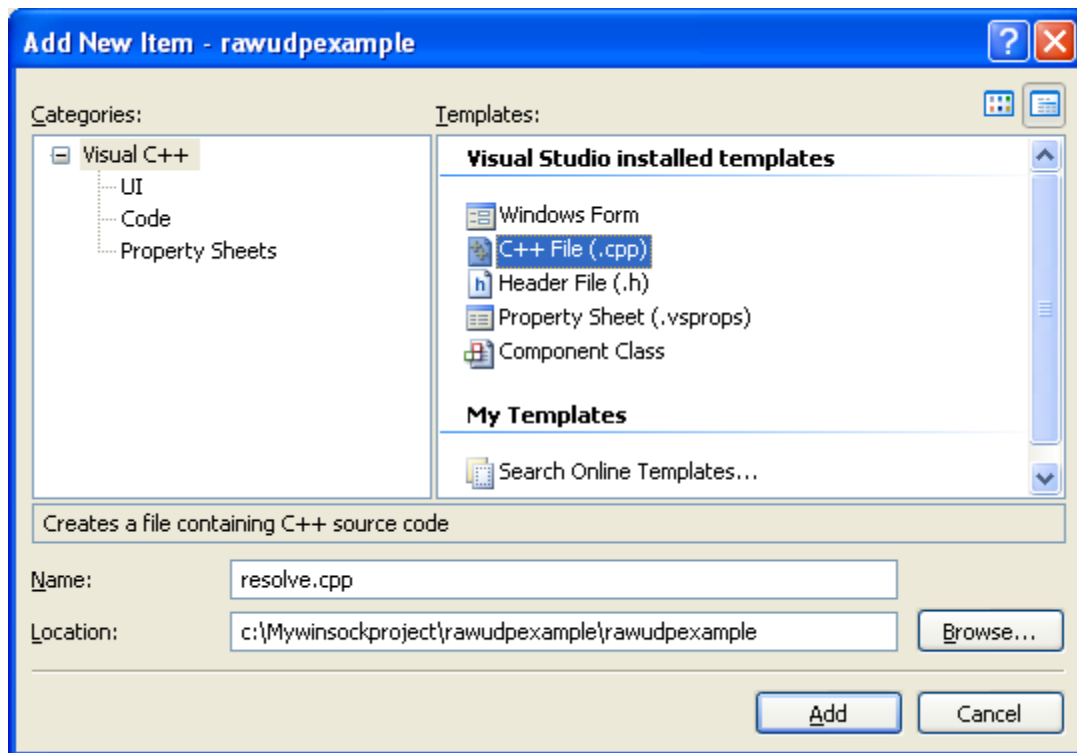 Add New Item - rawudpexample
Categories:
Templates:
Visual C++
UI
Code
Property Sheets
Visual Studio installed templates
Windows Form
C++ File (.cpp)
Header File (.h)
Property Sheet (.vsprops)
Component Class
My Templates
Search Online Templates...
Creates a file containing C++ source code
Name:
resolve.cpp
Location:
c:\Mywinsockproject\rawudpexample\rawudpexample
Browse...
Add
Cancel